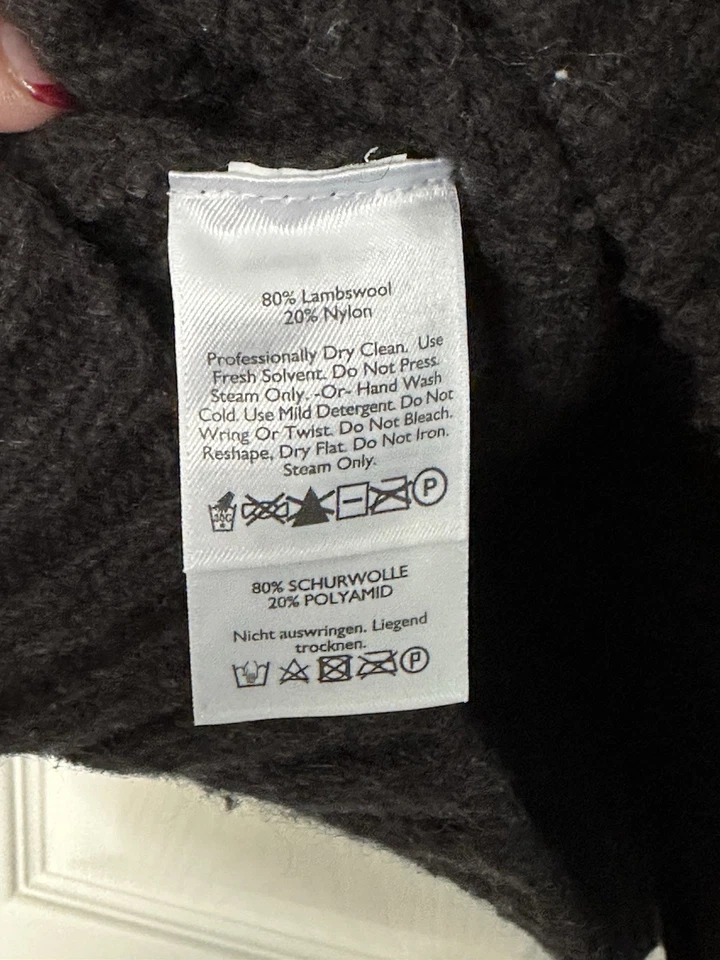 80% Lambswool
20% Nylon
Professionally Dry Clean. Use
Fresh Solvent. Do Not Press.
Steam Only. -Or- Hand Wash
Cold. Use Mild Detergent. Do Not
Wring Or Twist. Do Not Bleach.
Reshape, Dry Flat. Do Not Iron.
Steam Only.
P
80% SCHURWOLLE
20% POLYAMID
Nicht auswringen. Liegend
trocknen.
P